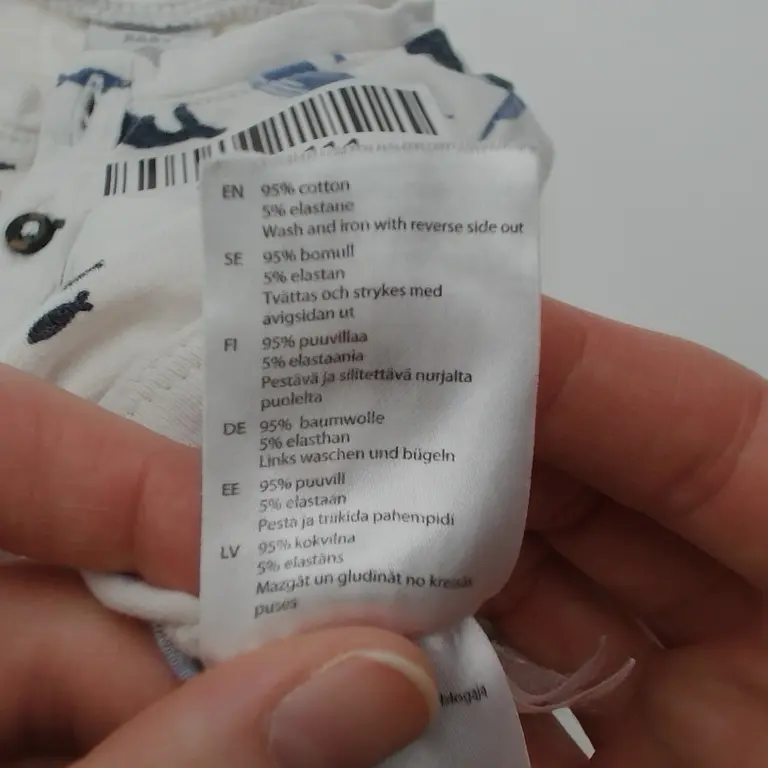 EN 95% cotton
5% elastane
Wash and iron with reverse side out
SE 95% bomull
5% elastan
Tvättas och strykes med
avigsidan ut
FI 95% puuvillaa
5% elastaania
Pestävä ja silitettävä nurjalta
puolelta
DE 95% baumwolle
5% elasthan
Links waschen und bügeln
EE 95% puuvill
5% elastaan
Pesta ja triikida pahempidi
LV 95% kokvilna
5% elastāns
Mazgāt un gludināt no kreisās
puses